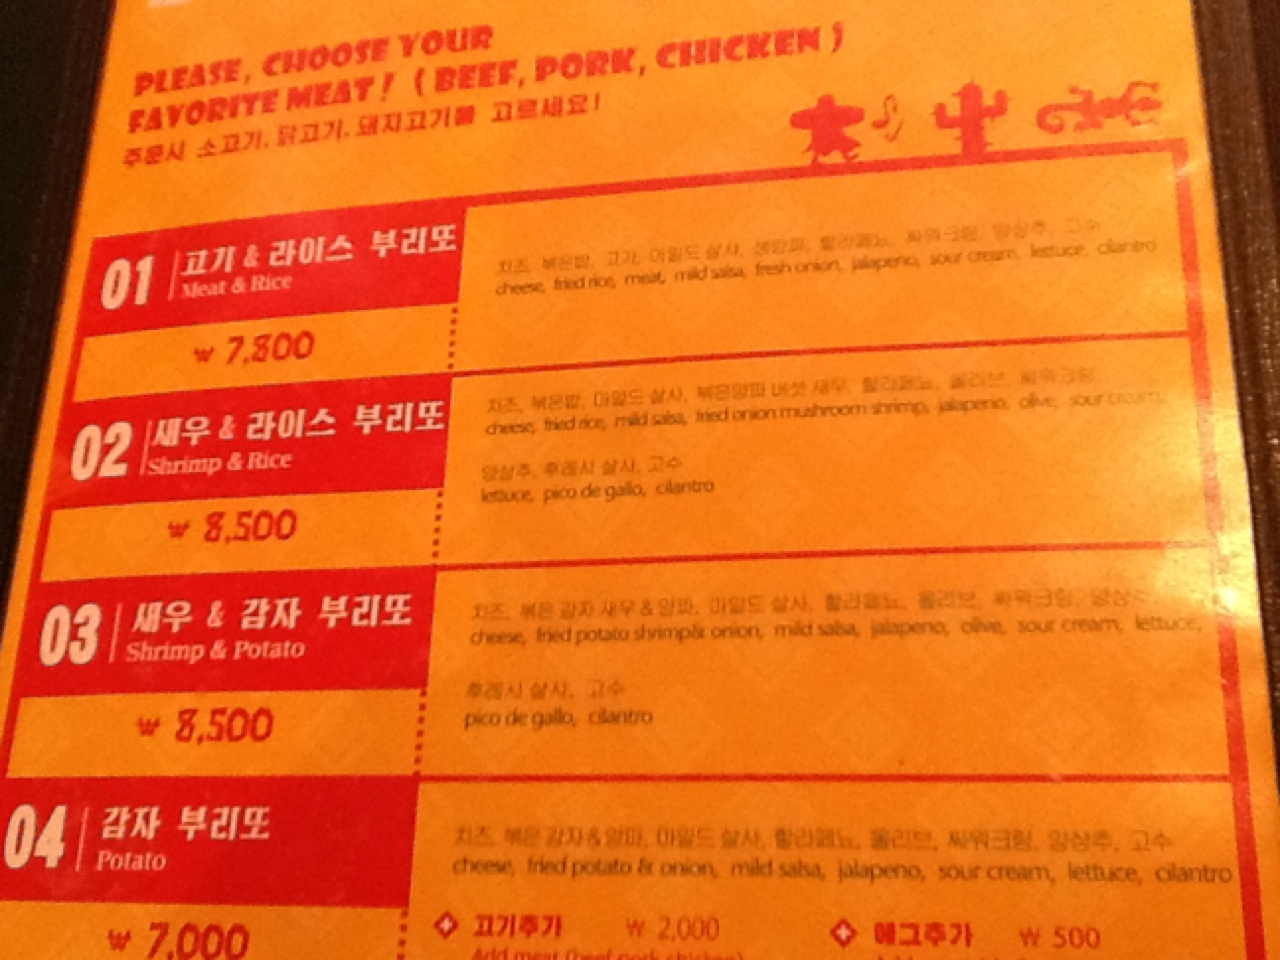 PLEASE, CHOOSE YOUR
FAVORITE MEAT! (BEEF, PORK, CHICKEN)
주문시 소고기, 닭고기, 돼지고기를 고르세요!
01 고기 & 라이스 부리또
Meat & Rice
₩ 7,800
치즈, 볶은밥, 고기, 마일드 살사, 생양파, 할라피뇨, 싸워크림, 양상추, 고수
cheese, fried rice, meat, mild salsa, fresh onion, jalapeno, sour cream, lettuce, cilantro
02 새우 & 라이스 부리또
Shrimp & Rice
₩ 8,500
치즈, 볶은밥, 마일드 살사, 볶은양파 버섯 새우, 할라피뇨, 올리브, 싸워크림,
cheese, fried rice, mild salsa, fried onion mushroom shrimp, jalapeno, olive, sour cream,
양상추, 후레시 살사, 고수
lettuce, pico de gallo, cilantro
03 새우 & 감자 부리또
Shrimp & Potato
₩ 8,500
치즈, 볶은 감자 새우 & 양파, 마일드 살사, 할라피뇨, 올리브, 싸워크림, 양상추,
cheese, fried potato shrimp& onion, mild salsa, jalapeno, olive, sour cream, lettuce,
후레시 살사, 고수
pico de gallo, cilantro
04 감자 부리또
Potato
₩ 7,000
치즈, 볶은 감자&양파, 마일드 살사, 할라피뇨, 올리브, 싸워크림, 양상추, 고수
cheese, fried potato & onion, mild salsa, jalapeno, sour cream, lettuce, cilantro
고기추가 ₩ 2,000
에그추가 ₩ 500
Add meat (beef pork chicken)